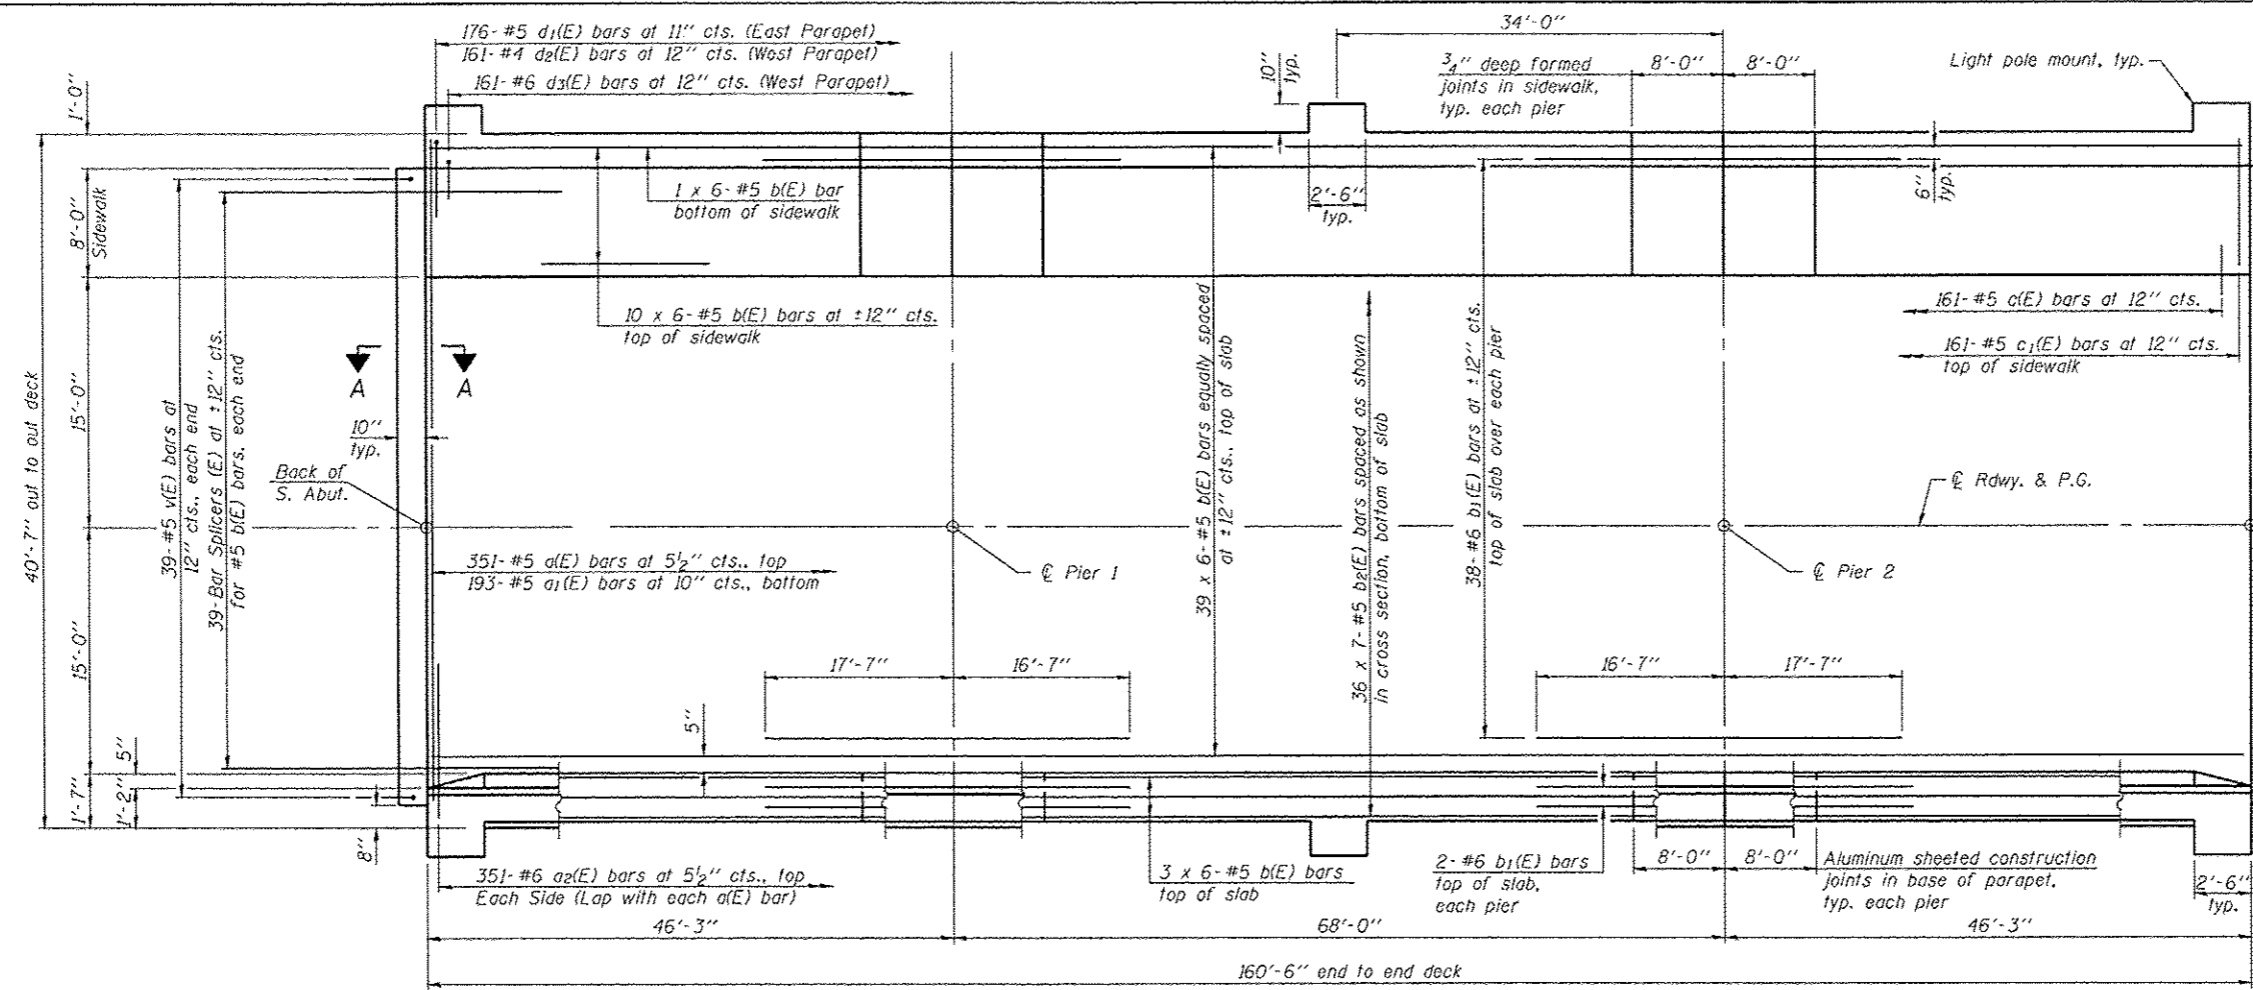 176- #5 d1(E) bars at 11" cts. (East Parapet)
161- #4 d2(E) bars at 12" cts. (West Parapet)
161- #6 d3(E) bars at 12" cts. (West Parapet)
34'-0"
10"
typ.
3/4" deep formed
joints in sidewalk,
typ. each pier
8'-0"
8'-0"
Light pole mount, typ.
1'-0"
8'-0"
Sidewalk
1 x 6- #5 b(E) bar
bottom of sidewalk
2'-6"
typ.
6"
typ.
10 x 6- #5 b(E) bars at ±12" cts.
top of sidewalk
161- #5 c(E) bars at 12" cts.
161- #5 c1(E) bars at 12" cts.
top of sidewalk
40'-7" out to out deck
15'-0"
15'-0"
39- #5 v(E) bars at
12" cts., each end
39-Bar Splicers (E) at ±12" cts.
for #5 b(E) bars, each end
A
A
10"
typ.
Back of
S. Abut.
39 x 6- #5 b(E) bars equally spaced
at ±12" cts., top of slab
36 x 7- #5 b2(E) bars spaced as shown
in cross section, bottom of slab
38- #6 b1(E) bars at ±12" cts.
top of slab over each pier
℄ Rdwy. & P.G.
351- #5 a(E) bars at 5½" cts., top
193- #5 a1(E) bars at 10" cts., bottom
℄ Pier 1
℄ Pier 2
17'-7"
16'-7"
16'-7"
17'-7"
5"
5"
1'-7"
1'-2"
8"
351- #6 a2(E) bars at 5½" cts., top
Each Side (Lap with each a(E) bar)
3 x 6- #5 b(E) bars
top of slab
2- #6 b1(E) bars
top of slab,
each pier
8'-0"
8'-0"
Aluminum sheeted construction
joints in base of parapet,
typ. each pier
2'-6"
typ.
46'-3"
68'-0"
46'-3"
160'-6" end to end deck